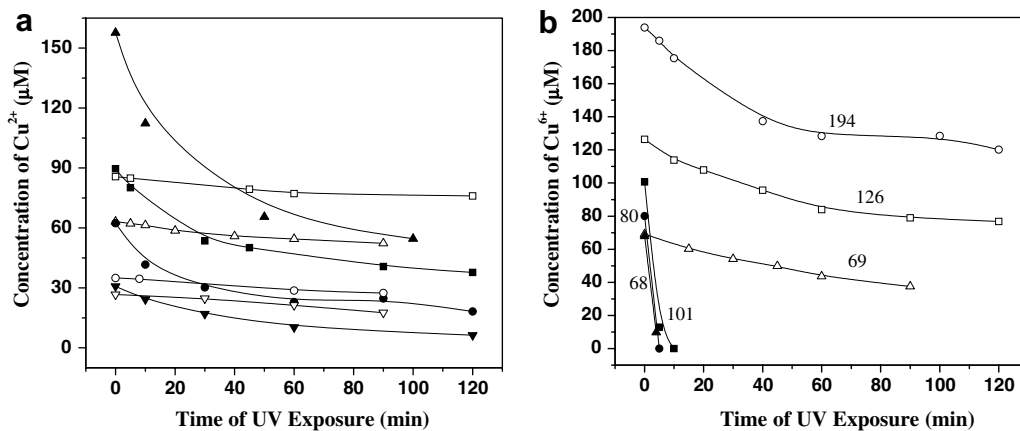 a
Concentration of Cu²⁺ (μM)
150
120
90
60
30
0
0 20 40 60 80 100 120
Time of UV Exposure (min)
b
Concentration of Cu⁶⁺ (μM)
200
180
160
140
120
100
80
60
40
20
0
194
126
80
69
68
101
0 20 40 60 80 100 120
Time of UV Exposure (min)